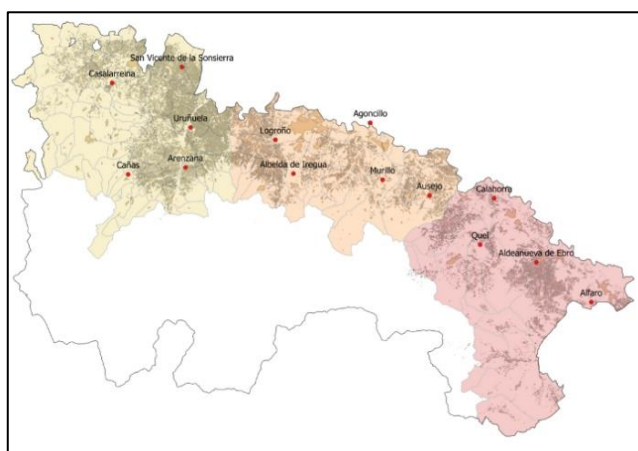 San Vicente de la Sonsierra
Casalarreina
Agoncillo
Uruñuela
Logroño
Cañas
Arenzana
Albelda de Iregua
Murillo
Ausejo
Calahorra
Quel
Aldeanueva de Ebro
Alfaro